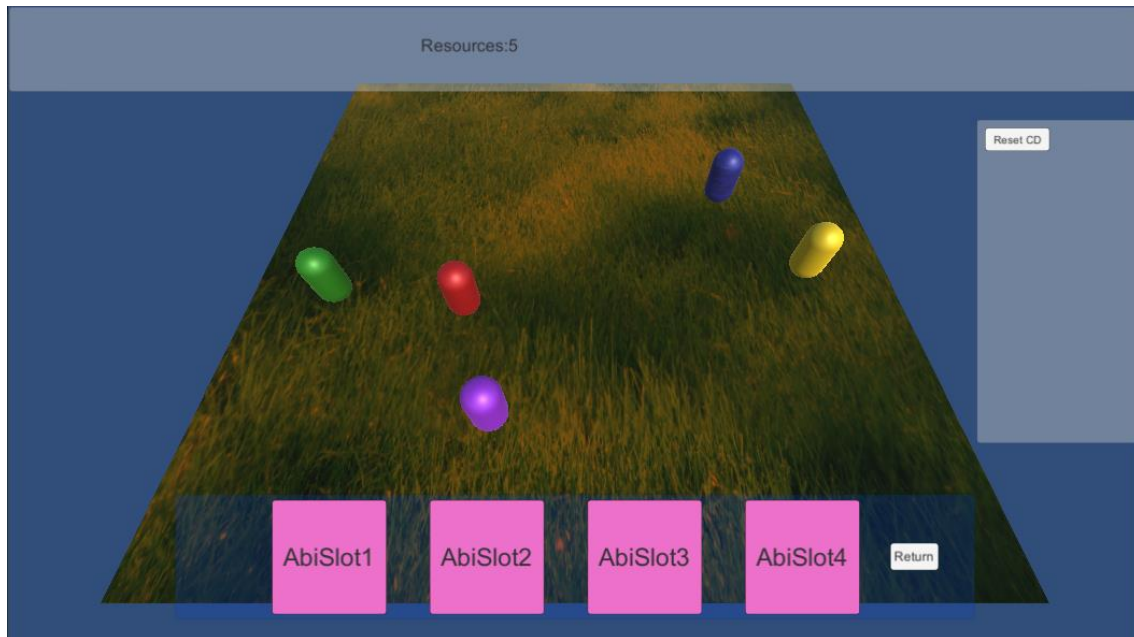 Resources:5
Reset CD
AbiSlot1
AbiSlot2
AbiSlot3
AbiSlot4
Return